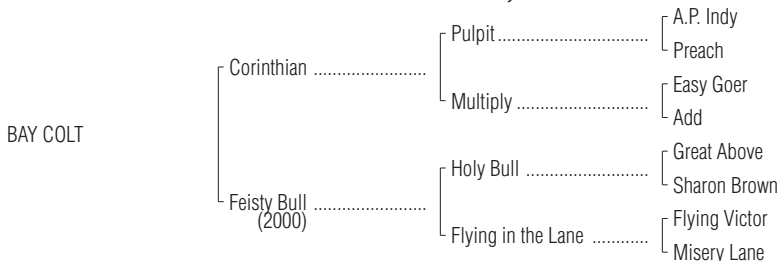 A.P. Indy
Pulpit
Preach
Corinthian
Easy Goer
Multiply
Add
BAY COLT
Great Above
Holy Bull
Sharon Brown
Feisty Bull
(2000)
Flying Victor
Flying in the Lane
Misery Lane